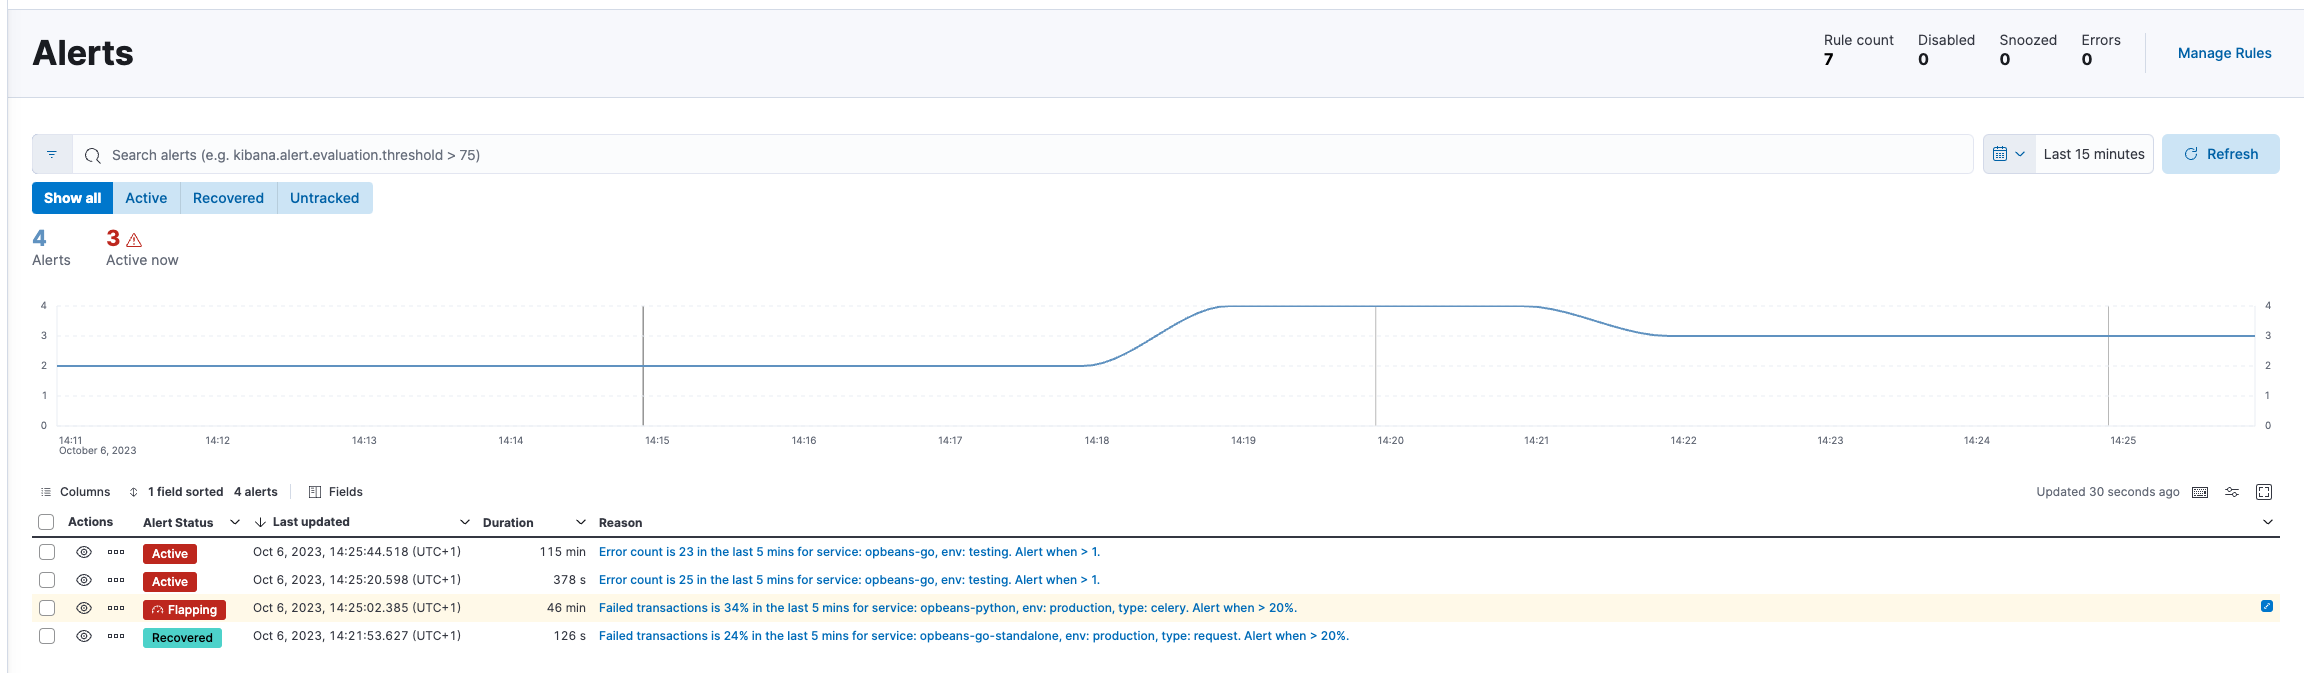 Alerts
Rule count Disabled Snoozed Errors
7 0 0 0
Manage Rules
Search alerts (e.g. kibana.alert.evaluation.threshold > 75)
Last 15 minutes
Refresh
Show all Active Recovered Untracked
4 3
Alerts Active now
4 4
3 3
2 2
1 1
0 0
14:11 14:12 14:13 14:14 14:15 14:16 14:17 14:18 14:19 14:20 14:21 14:22 14:23 14:24 14:25
October 6, 2023
Columns 1 field sorted 4 alerts Fields Updated 30 seconds ago
Actions Alert Status Last updated Duration Reason
Active Oct 6, 2023, 14:25:44.518 (UTC+1) 115 min Error count is 23 in the last 5 mins for service: opbeans-go, env: testing. Alert when > 1.
Active Oct 6, 2023, 14:25:20.598 (UTC+1) 378 s Error count is 25 in the last 5 mins for service: opbeans-go, env: testing. Alert when > 1.
Flapping Oct 6, 2023, 14:25:02.385 (UTC+1) 46 min Failed transactions is 34% in the last 5 mins for service: opbeans-python, env: production, type: celery. Alert when > 20%.
Recovered Oct 6, 2023, 14:21:53.627 (UTC+1) 126 s Failed transactions is 24% in the last 5 mins for service: opbeans-go-standalone, env: production, type: request. Alert when > 20%.